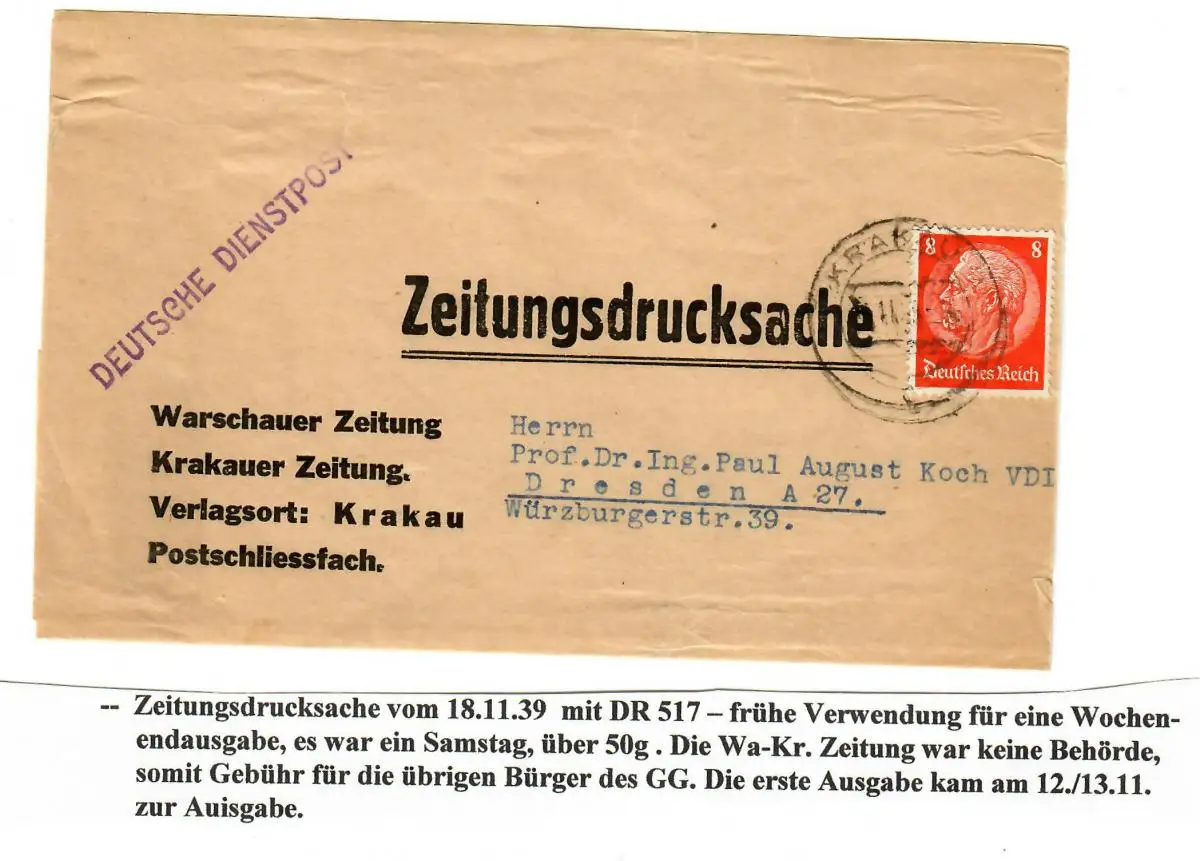 DEUTSCHE DIENSTPOST
KRAKAU
8 8
Deutsches Reich
Zeitungsdrucksache
Warschauer Zeitung
Krakauer Zeitung.
Verlagsort: Krakau
Postschliessfach.
Herrn
Prof.Dr.Ing.Paul August Koch VDI
Dresden A 27.
Würzburgerstr.39.
-- Zeitungsdrucksache vom 18.11.39 mit DR 517 – frühe Verwendung für eine Wochen-
endausgabe, es war ein Samstag, über 50g . Die Wa-Kr. Zeitung war keine Behörde,
somit Gebühr für die übrigen Bürger des GG. Die erste Ausgabe kam am 12./13.11.
zur Auisgabe.